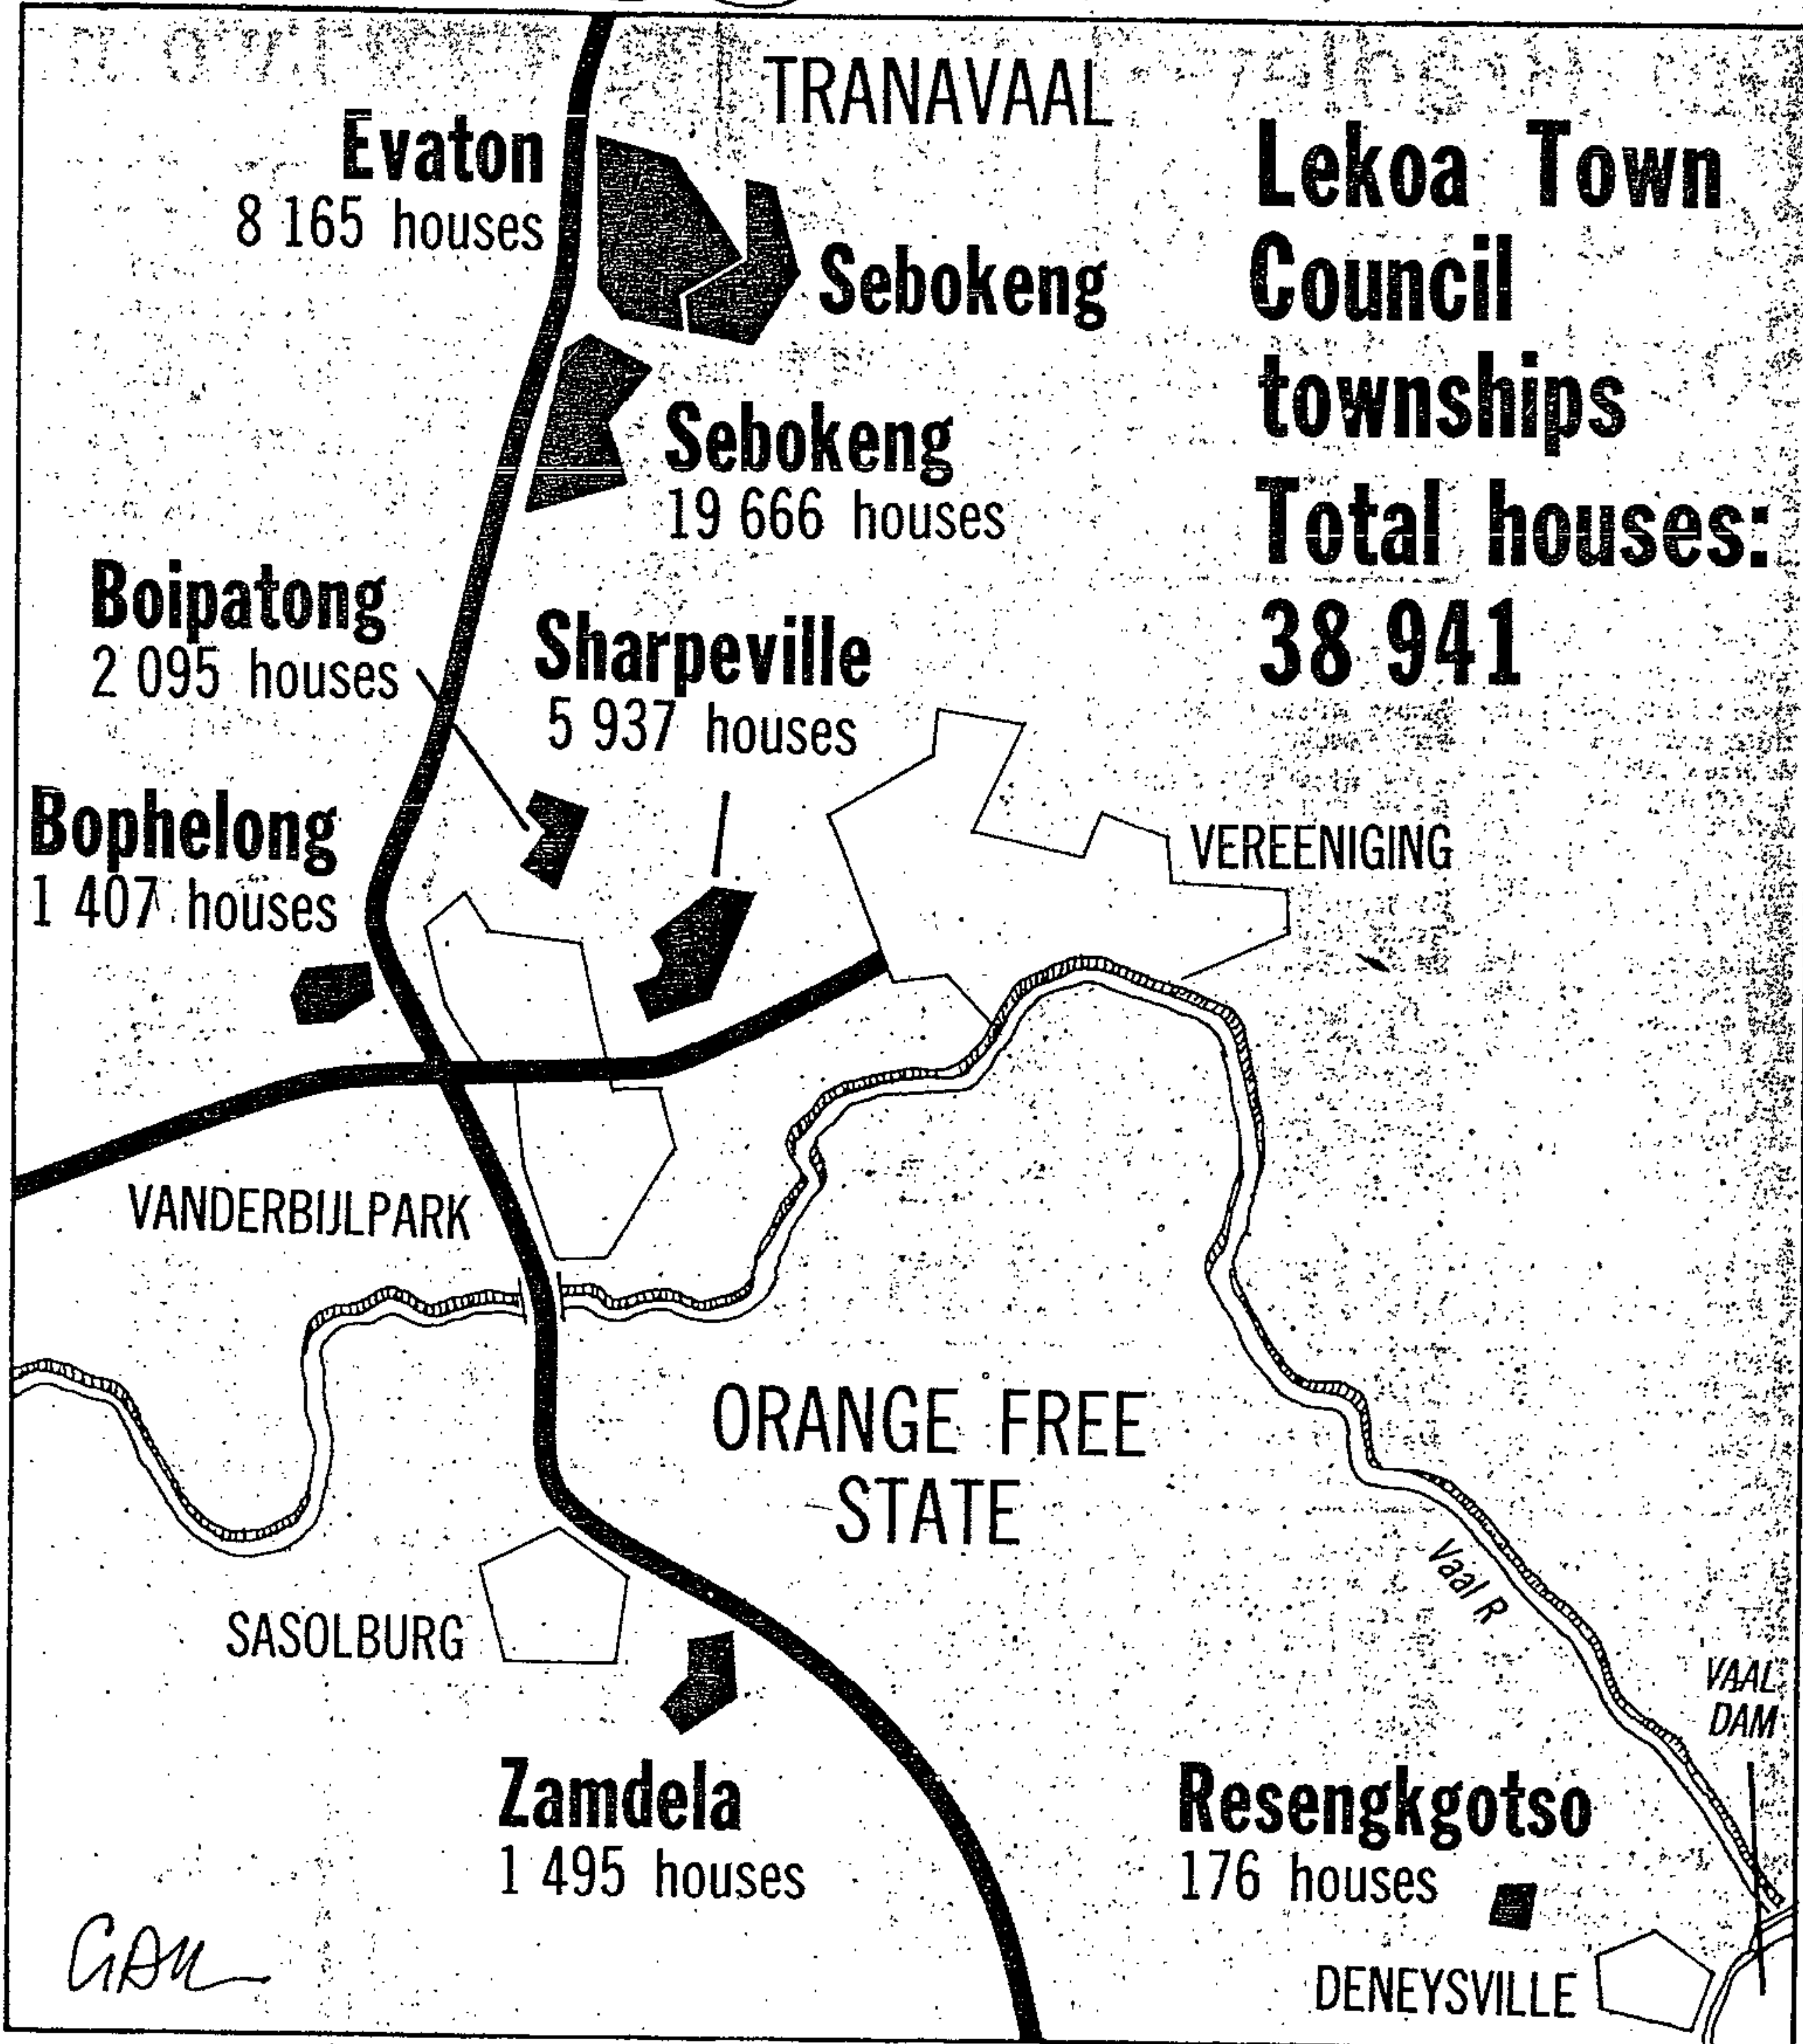 TRANAVAAL
Evaton
8 165 houses
Sebokeng
Lekoa Town
Council
townships
Total houses:
38 941
Sebokeng
19 666 houses
Boipatong
2 095 houses
Sharpeville
5 937 houses
Bophelong
1 407 houses
VEREENIGING
VANDERBIJLPARK
ORANGE FREE
STATE
Vaal R
SASOLBURG
VAAL
DAM
Zamdela
1 495 houses
Resengkgotso
176 houses
DENEYSVILLE